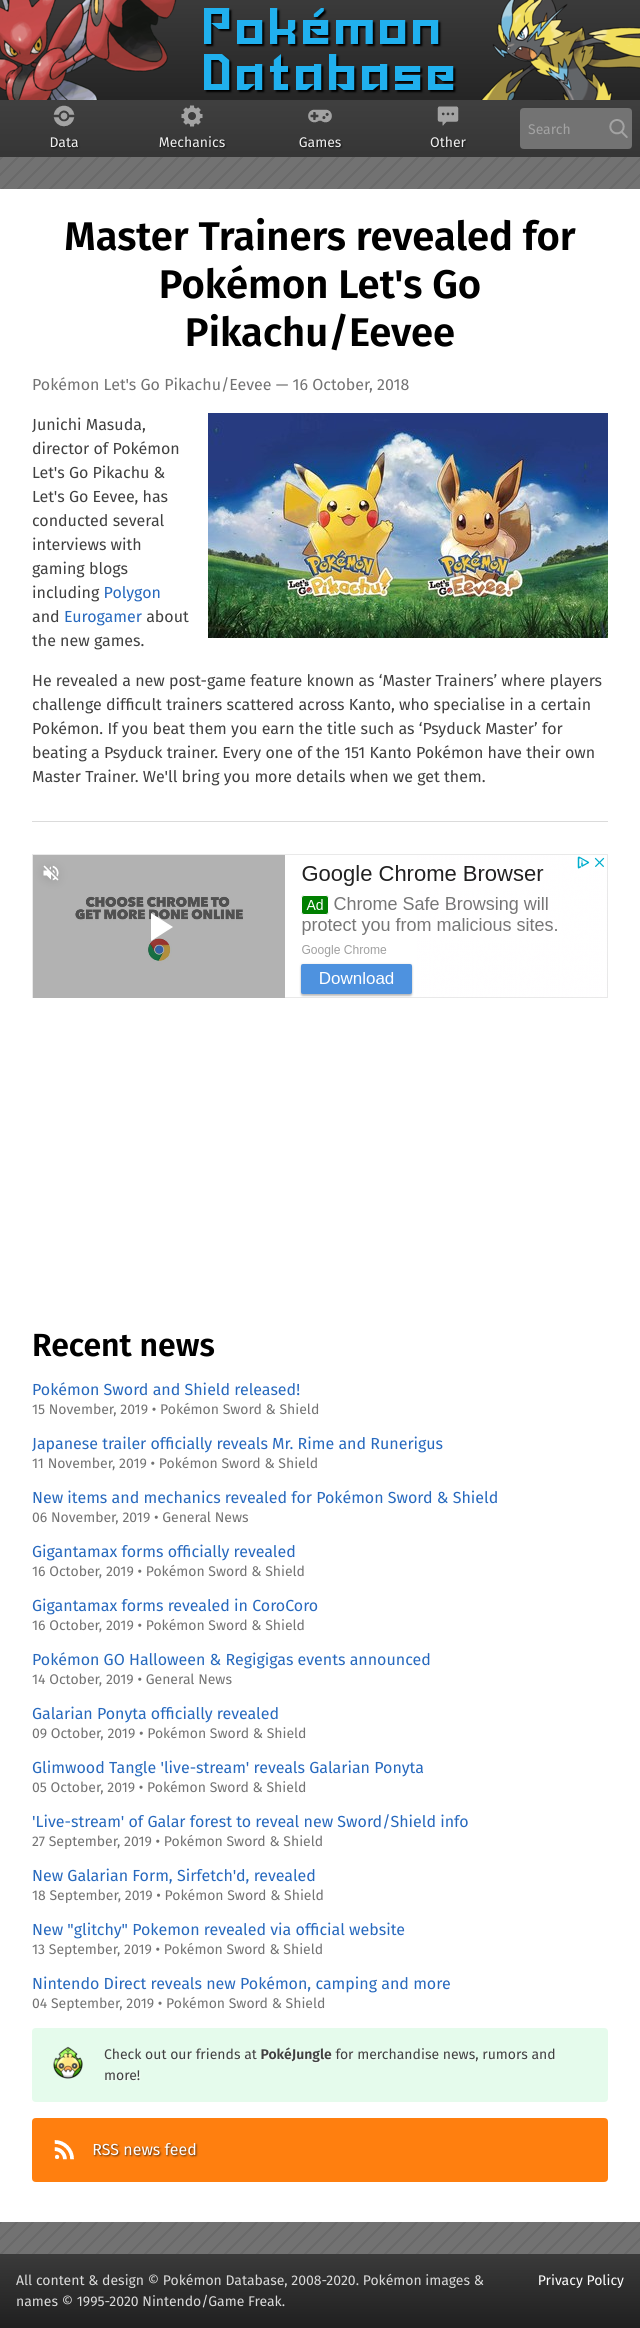 Pokémon
Database
Data
Mechanics
Games
Other
Search
Master Trainers revealed for
Pokémon Let's Go
Pikachu/Eevee
Pokémon Let's Go Pikachu/Eevee — 16 October, 2018
Junichi Masuda,
director of Pokémon
Let's Go Pikachu &
Let's Go Eevee, has
conducted several
interviews with
gaming blogs
including Polygon
and Eurogamer about
the new games.
Pokémon
Let's Go Pikachu!
Pokémon
Let's Go Eevee!
He revealed a new post-game feature known as ‘Master Trainers’ where players
challenge difficult trainers scattered across Kanto, who specialise in a certain
Pokémon. If you beat them you earn the title such as ‘Psyduck Master’ for
beating a Psyduck trainer. Every one of the 151 Kanto Pokémon have their own
Master Trainer. We'll bring you more details when we get them.
CHOOSE CHROME TO
GET MORE DONE ONLINE
Google Chrome Browser
Ad Chrome Safe Browsing will
protect you from malicious sites.
Google Chrome
Download
Recent news
Pokémon Sword and Shield released!
15 November, 2019 • Pokémon Sword & Shield
Japanese trailer officially reveals Mr. Rime and Runerigus
11 November, 2019 • Pokémon Sword & Shield
New items and mechanics revealed for Pokémon Sword & Shield
06 November, 2019 • General News
Gigantamax forms officially revealed
16 October, 2019 • Pokémon Sword & Shield
Gigantamax forms revealed in CoroCoro
16 October, 2019 • Pokémon Sword & Shield
Pokémon GO Halloween & Regigigas events announced
14 October, 2019 • General News
Galarian Ponyta officially revealed
09 October, 2019 • Pokémon Sword & Shield
Glimwood Tangle 'live-stream' reveals Galarian Ponyta
05 October, 2019 • Pokémon Sword & Shield
'Live-stream' of Galar forest to reveal new Sword/Shield info
27 September, 2019 • Pokémon Sword & Shield
New Galarian Form, Sirfetch'd, revealed
18 September, 2019 • Pokémon Sword & Shield
New "glitchy" Pokemon revealed via official website
13 September, 2019 • Pokémon Sword & Shield
Nintendo Direct reveals new Pokémon, camping and more
04 September, 2019 • Pokémon Sword & Shield
Check out our friends at PokéJungle for merchandise news, rumors and
more!
RSS news feed
All content & design © Pokémon Database, 2008-2020. Pokémon images &
names © 1995-2020 Nintendo/Game Freak.
Privacy Policy